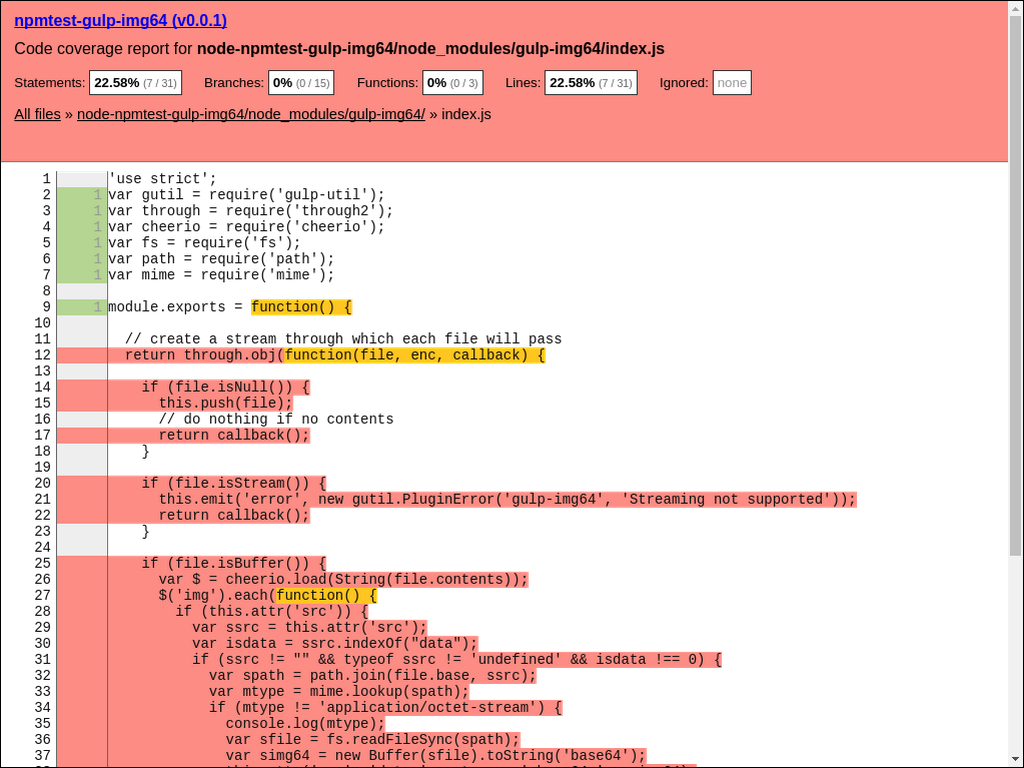 npmtest-gulp-img64 (v0.0.1)
Code coverage report for node-npmtest-gulp-img64/node_modules/gulp-img64/index.js
Statements: 22.58% (7 / 31) Branches: 0% (0 / 15) Functions: 0% (0 / 3) Lines: 22.58% (7 / 31) Ignored: none
All files » node-npmtest-gulp-img64/node_modules/gulp-img64/ » index.js
1 'use strict';
2 1 var gutil = require('gulp-util');
3 1 var through = require('through2');
4 1 var cheerio = require('cheerio');
5 1 var fs = require('fs');
6 1 var path = require('path');
7 1 var mime = require('mime');
8
9 1 module.exports = function() {
10
11 // create a stream through which each file will pass
12 return through.obj(function(file, enc, callback) {
13
14 if (file.isNull()) {
15 this.push(file);
16 // do nothing if no contents
17 return callback();
18 }
19
20 if (file.isStream()) {
21 this.emit('error', new gutil.PluginError('gulp-img64', 'Streaming not supported'));
22 return callback();
23 }
24
25 if (file.isBuffer()) {
26 var $ = cheerio.load(String(file.contents));
27 $('img').each(function() {
28 if (this.attr('src')) {
29 var ssrc = this.attr('src');
30 var isdata = ssrc.indexOf("data");
31 if (ssrc != "" && typeof ssrc != 'undefined' && isdata !== 0) {
32 var spath = path.join(file.base, ssrc);
33 var mtype = mime.lookup(spath);
34 if (mtype != 'application/octet-stream') {
35 console.log(mtype);
36 var sfile = fs.readFileSync(spath);
37 var simg64 = new Buffer(sfile).toString('base64');